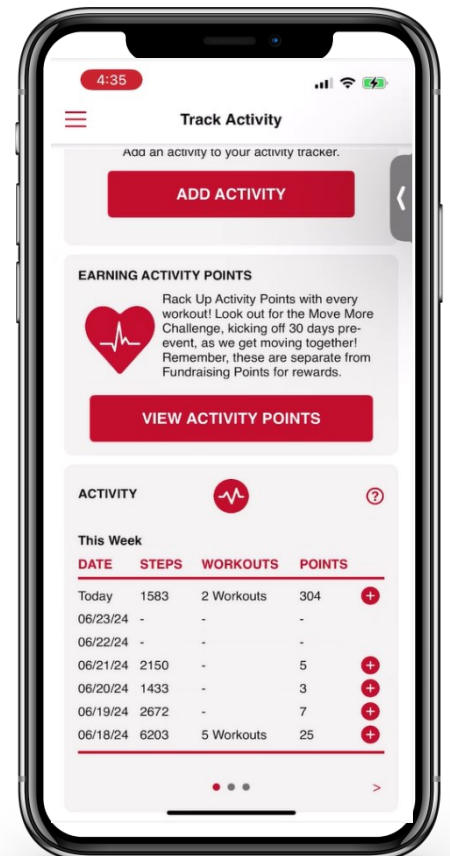 4:35
Track Activity
Add an activity to your activity tracker.
ADD ACTIVITY
EARNING ACTIVITY POINTS
Rack Up Activity Points with every
workout! Look out for the Move More
Challenge, kicking off 30 days pre-
event, as we get moving together!
Remember, these are separate from
Fundraising Points for rewards.
VIEW ACTIVITY POINTS
ACTIVITY ?
This Week
DATE STEPS WORKOUTS POINTS
Today 1583 2 Workouts 304 +
06/23/24 - - -
06/22/24 - - -
06/21/24 2150 - 5 +
06/20/24 1433 - 3 +
06/19/24 2672 - 7 +
06/18/24 6203 5 Workouts 25 +
>